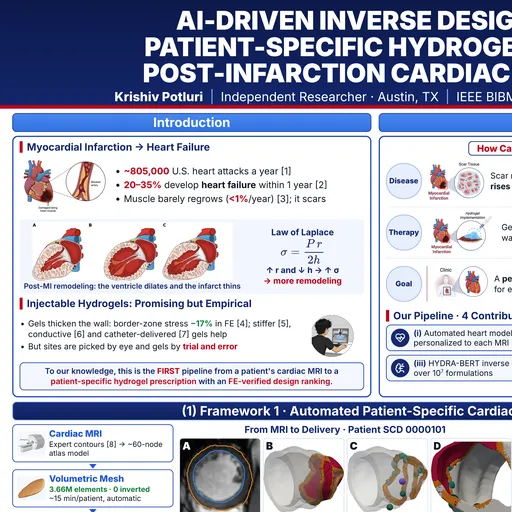 AI-DRIVEN INVERSE DESIG
PATIENT-SPECIFIC HYDROGE
POST-INFARCTION CARDIAC
Krishiv Potluri | Independent Researcher · Austin, TX | IEEE BIBM
Introduction
Myocardial Infarction → Heart Failure
• ~805,000 U.S. heart attacks a year [1]
• 20–35% develop heart failure within 1 year [2]
• Muscle barely regrows (<1%/year) [3]; it scars
A B C
Post-MI remodeling: the ventricle dilates and the infarct thins
Law of Laplace
σ = P r / 2h
↑ r and ↓ h → ↑ σ
→ more remodeling
Injectable Hydrogels: Promising but Empirical
• Gels thicken the wall: border-zone stress −17% in FE [4]; stiffer [5],
conductive [6] and catheter-delivered [7] gels help
• But sites are picked by eye and gels by trial and error
To our knowledge, this is the FIRST pipeline from a patient's cardiac MRI to a
patient-specific hydrogel prescription with an FE-verified design ranking.
How Ca
Disease
Scar Tissue
Myocardial
Infarction
Scar r
rises
Therapy
Hydrogel
Implementation
Myocardial
Infarction
Ge
wa
Goal
Clinic
A pe
for e
Our Pipeline · 4 Contribut
(i) Automated heart model
personalized to each MRI
(iii) HYDRA-BERT inverse
over 10⁷ formulations
(1) Framework 1 · Automated Patient-Specific Cardiac
Cardiac MRI
Expert contours [8] → ~60-node
atlas model
Volumetric Mesh
3.66M elements · 0 inverted
~15 min/patient, automatic
From MRI to Delivery · Patient SCD 0000101
A B C D